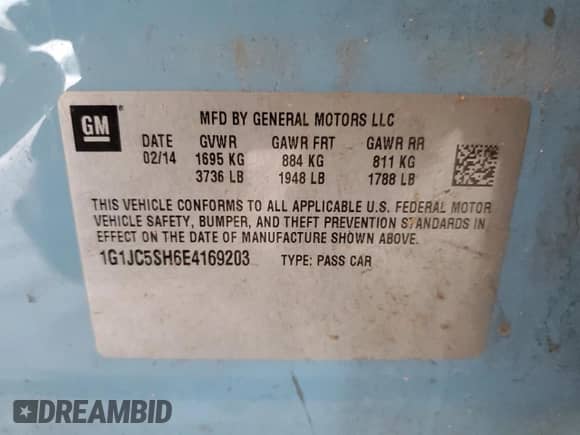 GM
MFD BY GENERAL MOTORS LLC
DATE GVWR GAWR FRT GAWR RR
02/14 1695 KG 884 KG 811 KG
3736 LB 1948 LB 1788 LB
THIS VEHICLE CONFORMS TO ALL APPLICABLE U.S. FEDERAL MOTOR
VEHICLE SAFETY, BUMPER, AND THEFT PREVENTION STANDARDS IN
EFFECT ON THE DATE OF MANUFACTURE SHOWN ABOVE.
1G1JC5SH6E4169203 TYPE: PASS CAR
DREAMBID